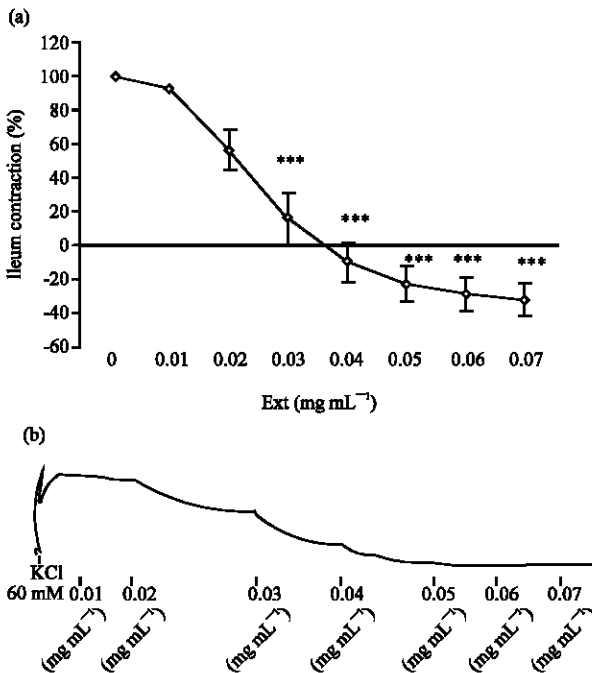 (a)
120
100
80
60
40
20
0
-20
-40
-60
Ileum contraction (%)
***
***
***
***
***
0 0.01 0.02 0.03 0.04 0.05 0.06 0.07
Ext (mg mL⁻¹)
(b)
KCl
60 mM
0.01 0.02 0.03 0.04 0.05 0.06 0.07
(mg mL⁻¹) (mg mL⁻¹) (mg mL⁻¹) (mg mL⁻¹) (mg mL⁻¹) (mg mL⁻¹) (mg mL⁻¹)